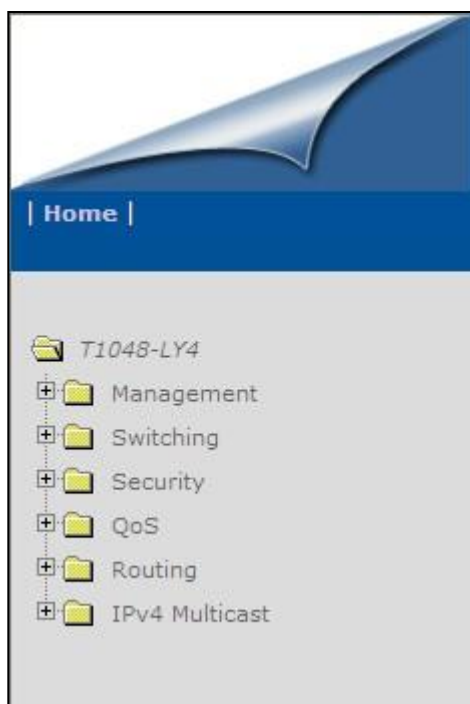 | Home |
T1048-LY4
Management
Switching
Security
QoS
Routing
IPv4 Multicast